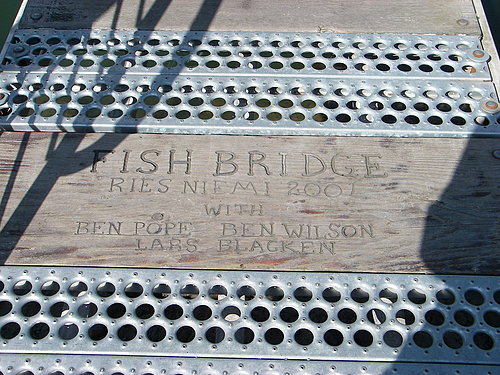 FISH BRIDGE
RIES NIEMI 2001
WITH
BEN POPE BEN WILSON
LARS BLACKEN